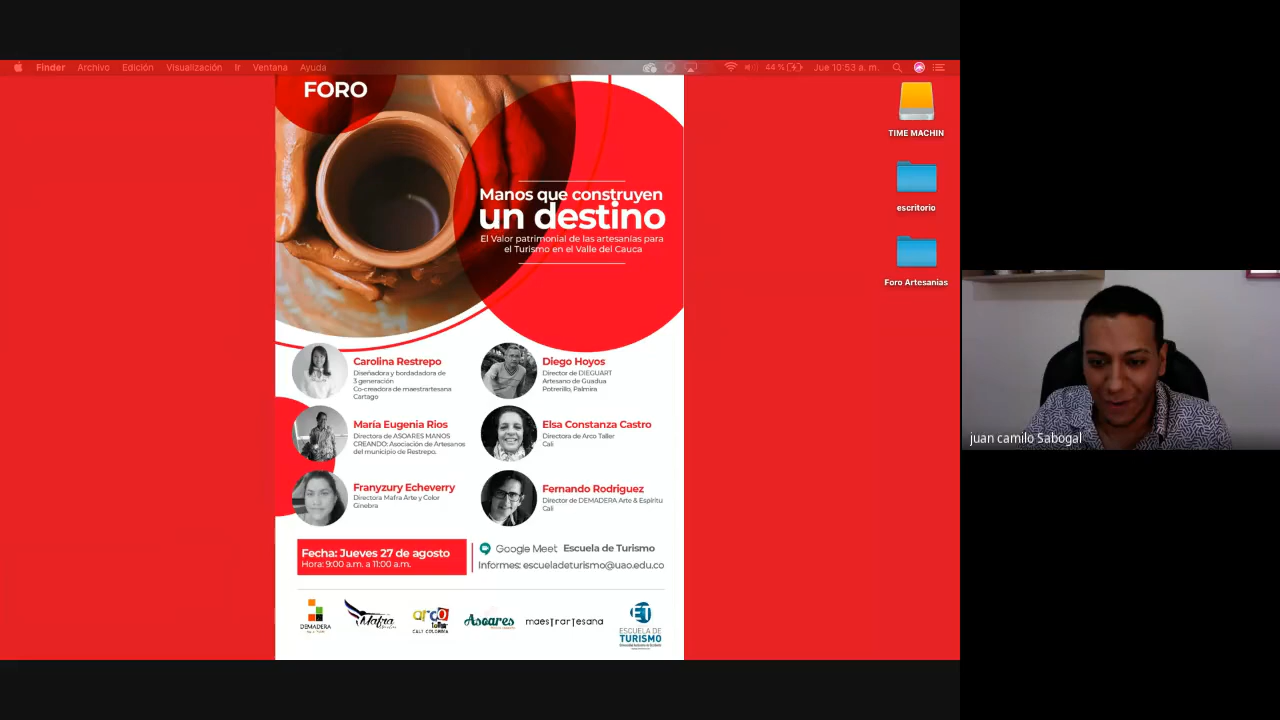 Finder Archivo Edición Visualización Ir Ventana Ayuda
44 % Jue 10:53 a. m.
TIME MACHIN
escritorio
Foro Artesanias
FORO
Manos que construyen
un destino
El Valor patrimonial de las artesanías para
el Turismo en el Valle del Cauca
Carolina Restrepo
Diseñadora y bordadadora de
3 generación
Co-creadora de maestrartesana
Cartago
Diego Hoyos
Director de DIEGUART
Artesano de Guadua
Potrerillo, Palmira
María Eugenia Rios
Directora de ASOARES MANOS
CREANDO: Asociación de Artesanos
del municipio de Restrepo.
Elsa Constanza Castro
Directora de Arco Taller
Cali
Franyzury Echeverry
Directora Mafra Arte y Color
Ginebra
Fernando Rodriguez
Director de DEMADERA Arte & Espíritu
Cali
Fecha: Jueves 27 de agosto
Hora: 9:00 a.m. a 11:00 a.m.
Google Meet Escuela de Turismo
Informes: escueladeturismo@uao.edu.co
DEMADERA
Mafra
arco
taller
CALI COLOMBIA
Asoares
maestrartesana
ET
ESCUELA DE
TURISMO
juan camilo Sabogal